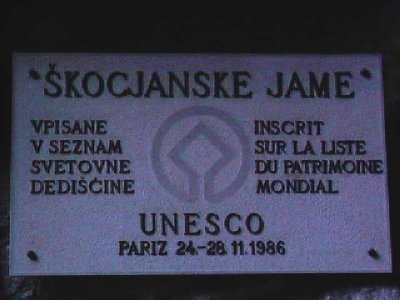 "ŠKOCJANSKE JAME"
VPISANE
V SEZNAM
SVETOVNE
DEDIŠČINE
INSCRIT
SUR LA LISTE
DU PATRIMOINE
MONDIAL
UNESCO
PARIZ 24.-28.11.1986